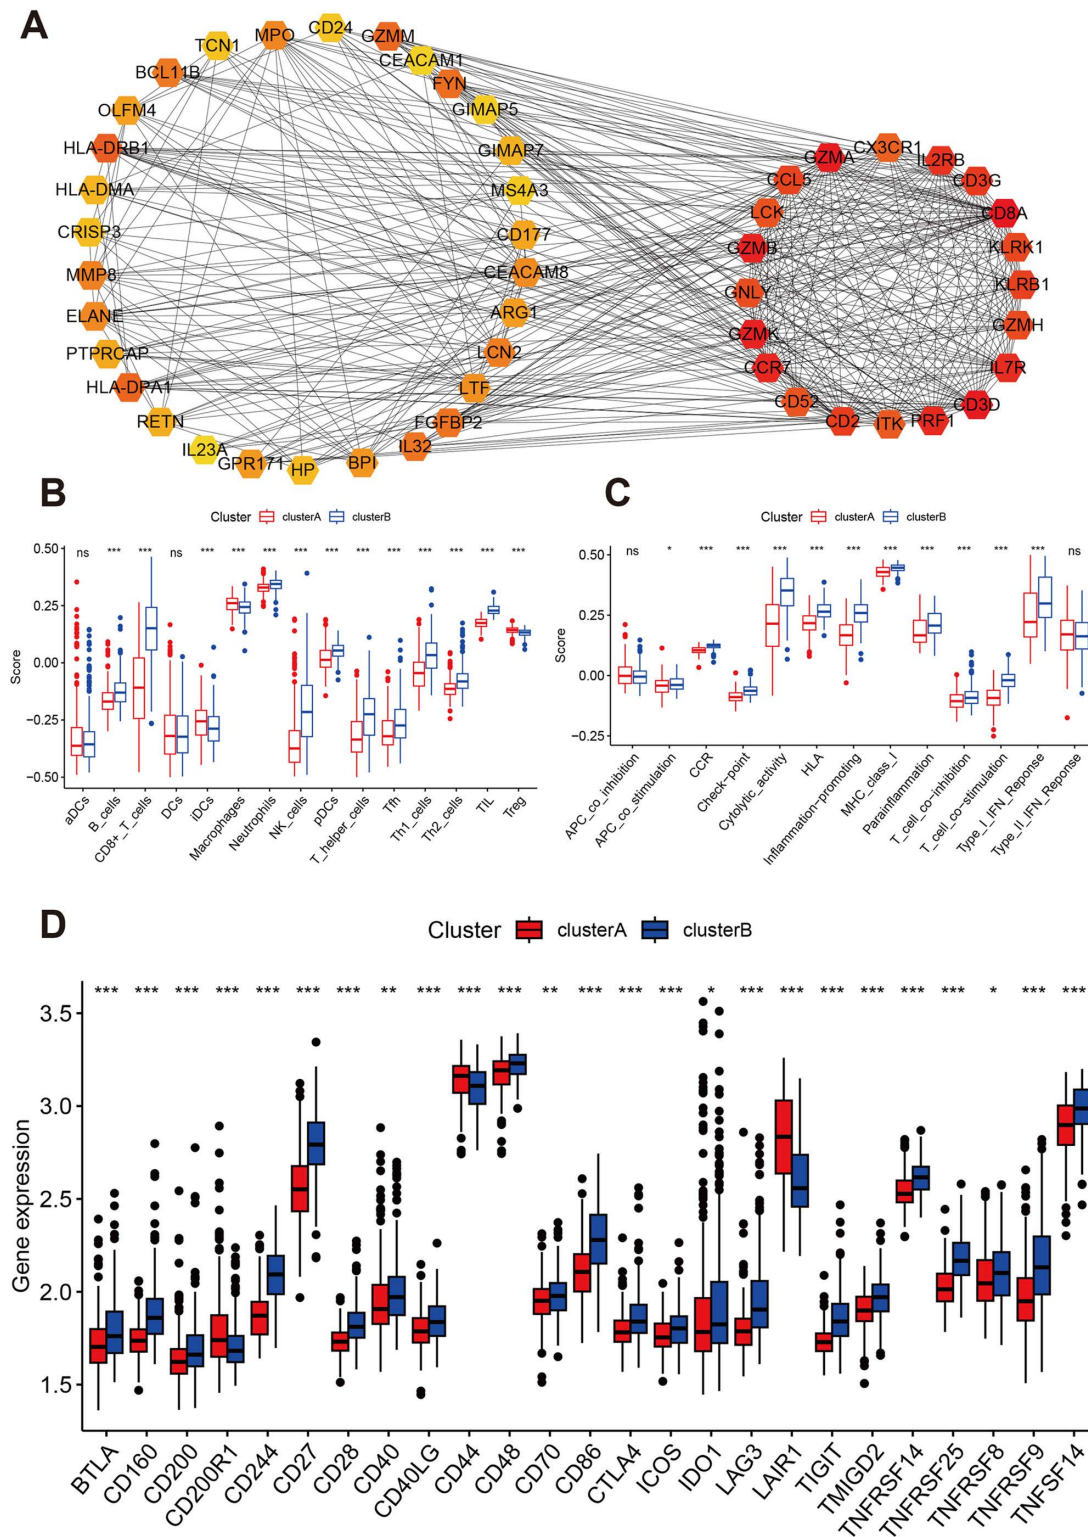 A
TCN1
MPO
CD24
GZMM
CEACAM1
BCL11B
FYN
OLFM4
GIMAP5
HLA-DRB1
GIMAP7
HLA-DMA
MS4A3
CRISP3
CD177
MMP8
CEACAM8
ELANE
ARG1
PTPRCAP
LCN2
HLA-DPA1
LTF
RETN
FGFBP2
IL23A
IL32
GPR171
HP
BPI
GZMA
CX3CR1
IL2RB
CCL5
CD3G
LCK
CD8A
GZMB
KLRK1
GNLY
KLRB1
GZMK
GZMH
CCR7
IL7R
CD52
CD3D
CD2
ITK
PRF1
B
Cluster clusterA clusterB
ns *** *** ns *** *** *** *** *** *** *** *** *** *** ***
0.50
0.25
0.00
−0.25
−0.50
Score
aDCs
B_cells
CD8+_T_cells
DCs
iDCs
Macrophages
Neutrophils
NK_cells
pDCs
T_helper_cells
Tfh
Th1_cells
Th2_cells
TIL
Treg
C
Cluster clusterA clusterB
ns * *** *** *** *** *** *** *** *** *** *** ns
0.50
0.25
0.00
−0.25
Score
APC_co_inhibition
APC_co_stimulation
CCR
Check−point
Cytolytic_activity
HLA
Inflammation−promoting
MHC_class_I
Parainflammation
T_cell_co−inhibition
T_cell_co−stimulation
Type_I_IFN_Reponse
Type_II_IFN_Reponse
D
Cluster clusterA clusterB
*** *** *** *** *** *** *** ** *** *** *** ** *** *** *** * *** *** *** *** *** *** * *** ***
3.5
3.0
2.5
2.0
1.5
Gene expression
BTLA
CD160
CD200
CD200R1
CD244
CD27
CD28
CD40
CD40LG
CD44
CD48
CD70
CD86
CTLA4
ICOS
IDO1
LAG3
LAIR1
TIGIT
TMIGD2
TNFRSF14
TNFRSF25
TNFRSF8
TNFRSF9
TNFSF14